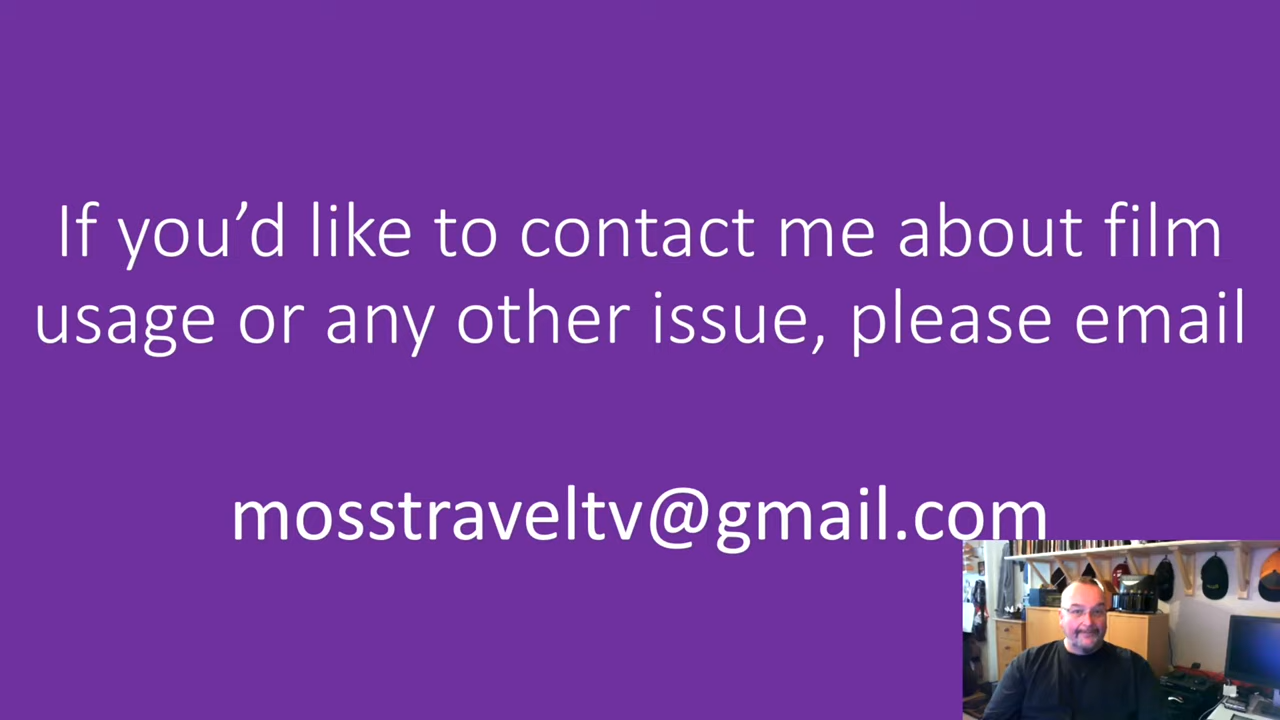 If you’d like to contact me about film
usage or any other issue, please email
mosstraveltv@gmail.com